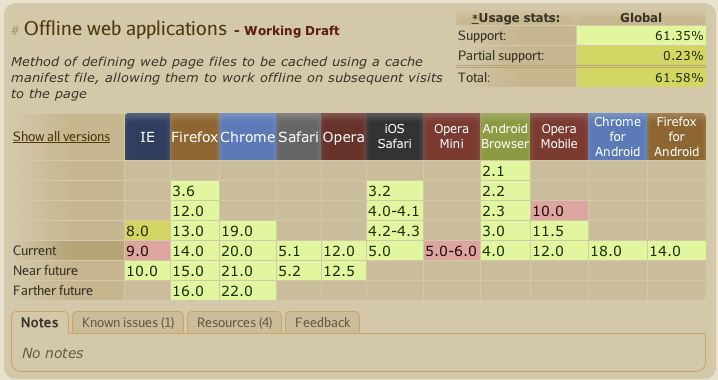 # Offline web applications - Working Draft
*Usage stats: Global
Support: 61.35%
Partial support: 0.23%
Total: 61.58%
Method of defining web page files to be cached using a cache
manifest file, allowing them to work offline on subsequent visits
to the page
Show all versions IE Firefox Chrome Safari Opera iOS Safari Opera Mini Android Browser Opera Mobile Chrome for Android Firefox for Android
2.1
3.6 3.2 2.2
12.0 4.0-4.1 2.3 10.0
8.0 13.0 19.0 4.2-4.3 3.0 11.5
Current 9.0 14.0 20.0 5.1 12.0 5.0 5.0-6.0 4.0 12.0 18.0 14.0
Near future 10.0 15.0 21.0 5.2 12.5
Farther future 16.0 22.0
Notes Known issues (1) Resources (4) Feedback
No notes